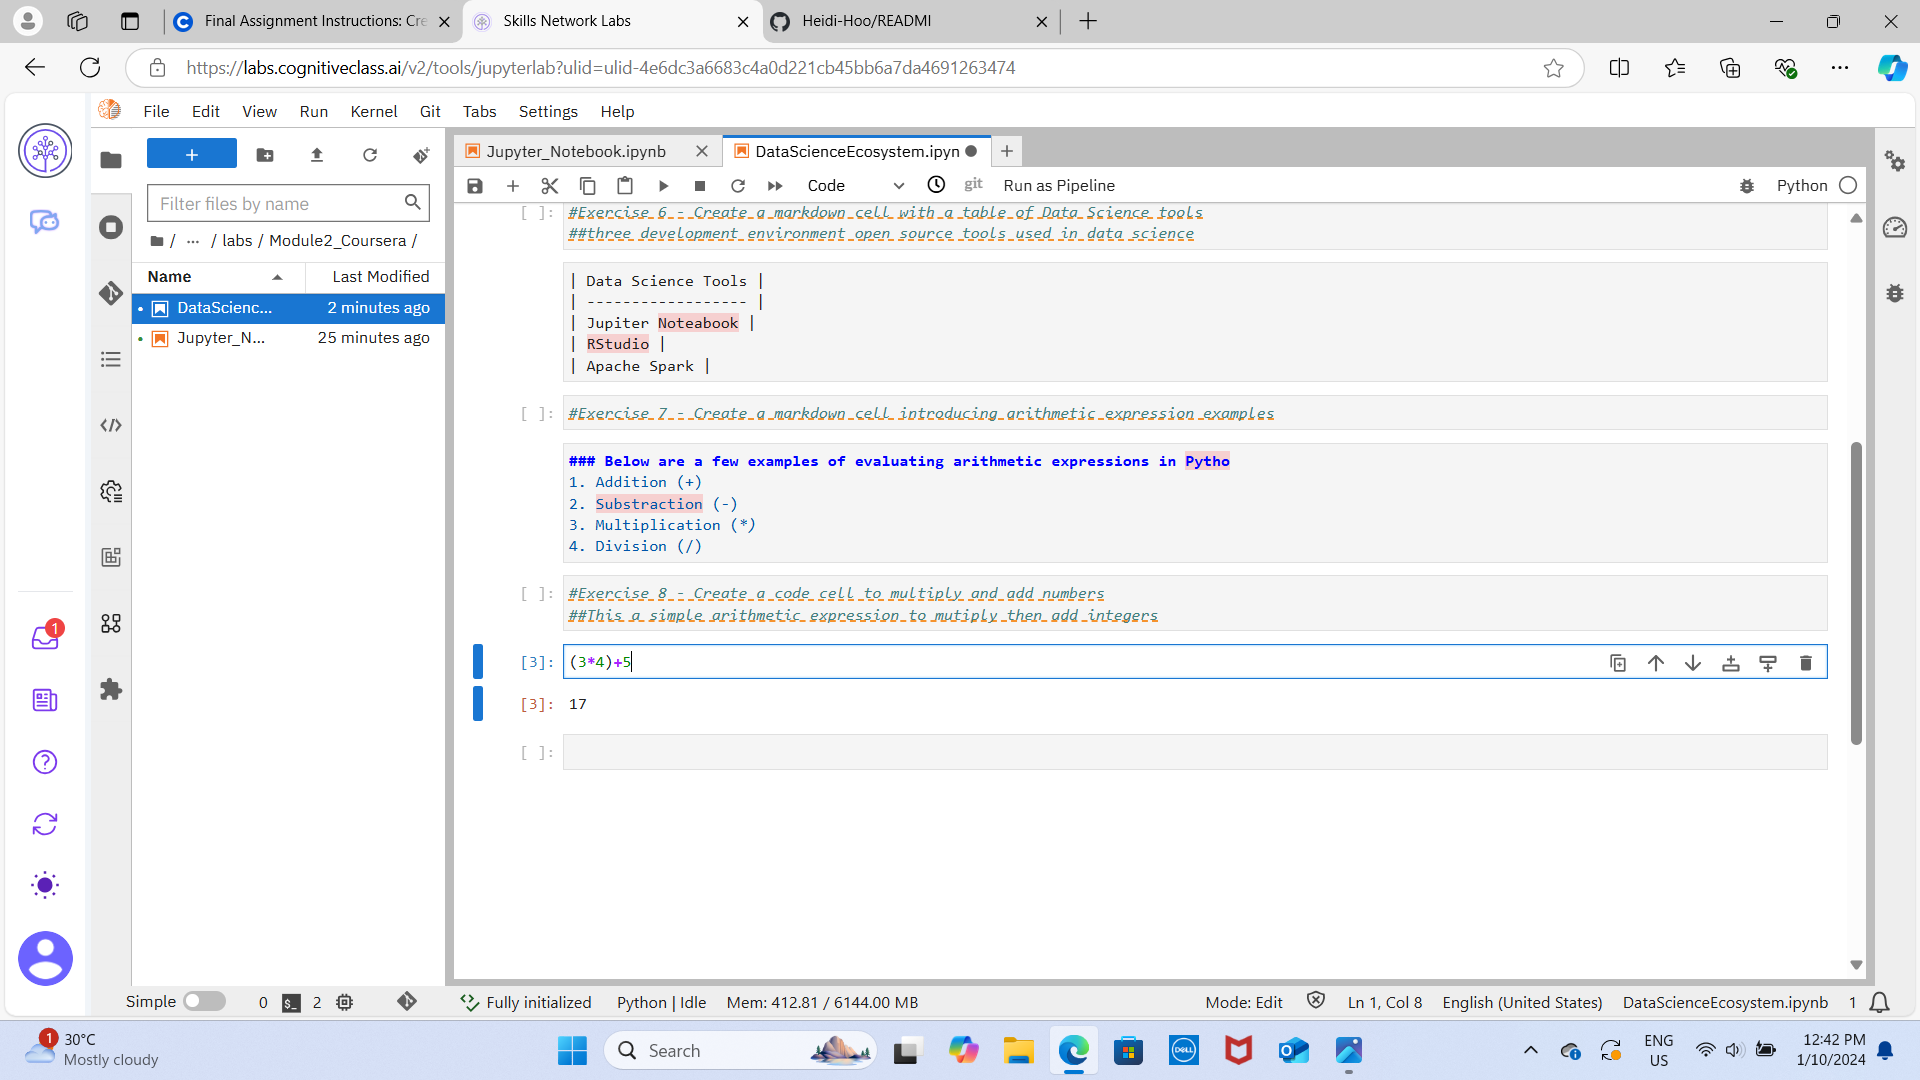 Final Assignment Instructions: Cre
Skills Network Labs
Heidi-Hoo/READMI
https://labs.cognitiveclass.ai/v2/tools/jupyterlab?ulid=ulid-4e6dc3a6683c4a0d221cb45bb6a7da4691263474
File Edit View Run Kernel Git Tabs Settings Help
Jupyter_Notebook.ipynb
DataScienceEcosystem.ipyn
Code
git
Run as Pipeline
Python
Filter files by name
/ ... / labs / Module2_Coursera /
Name Last Modified
DataScienc... 2 minutes ago
Jupyter_N... 25 minutes ago
[ ]: #Exercise 6 - Create a markdown cell with a table of Data Science tools
##three development environment open source tools used in data science
| Data Science Tools |
| ------------------ |
| Jupiter Noteabook |
| RStudio |
| Apache Spark |
[ ]: #Exercise 7 - Create a markdown cell introducing arithmetic expression examples
### Below are a few examples of evaluating arithmetic expressions in Pytho
1. Addition (+)
2. Substraction (-)
3. Multiplication (*)
4. Division (/)
[ ]: #Exercise 8 - Create a code cell to multiply and add numbers
##This a simple arithmetic expression to mutiply then add integers
[3]: (3*4)+5
[3]: 17
[ ]:
1
Simple 0 2 Fully initialized Python | Idle Mem: 412.81 / 6144.00 MB Mode: Edit Ln 1, Col 8 English (United States) DataScienceEcosystem.ipynb 1
1
30°C
Mostly cloudy
Search
DELL
ENG
US
12:42 PM
1/10/2024